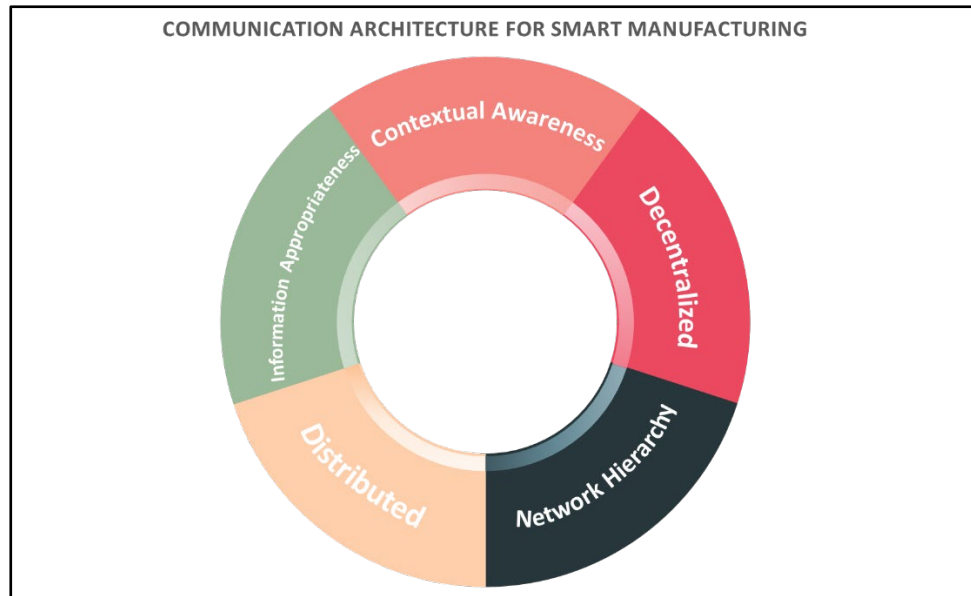 COMMUNICATION ARCHITECTURE FOR SMART MANUFACTURING
Contextual Awareness
Decentralized
Network Hierarchy
Distributed
Information Appropriateness